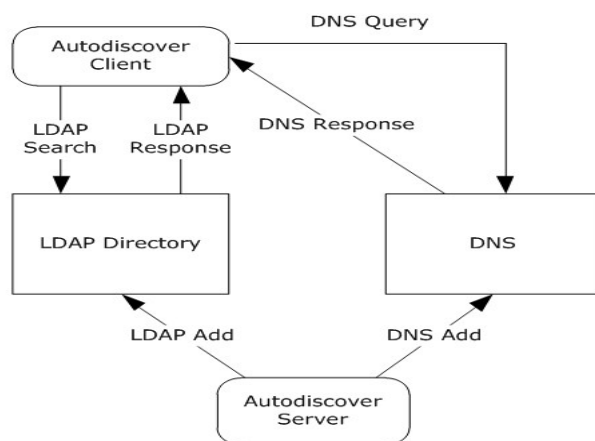 DNS Query
Autodiscover
Client
DNS Response
LDAP
Search
LDAP
Response
LDAP Directory
DNS
LDAP Add
DNS Add
Autodiscover
Server